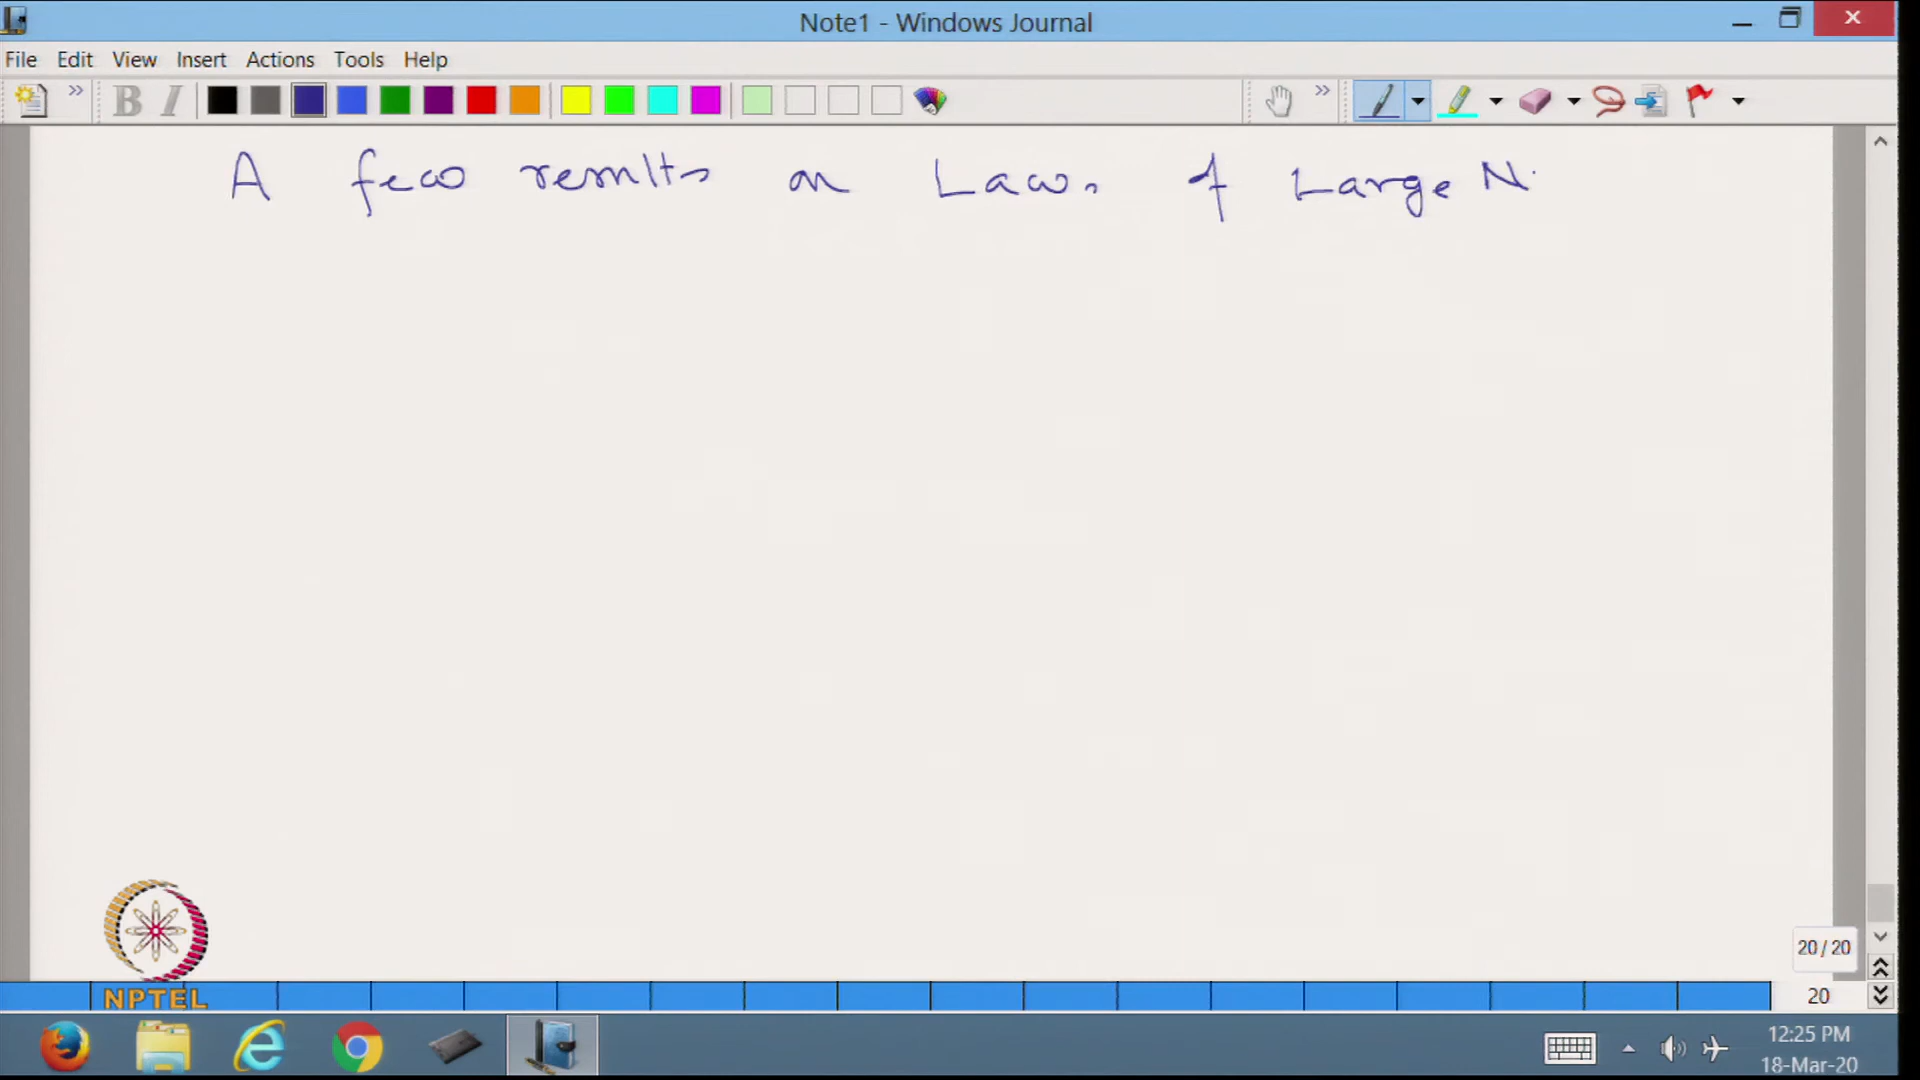 Note1 - Windows Journal
File Edit View Insert Actions Tools Help
B I
A few results on Laws of Large N.
20 / 20
NPTEL
20
12:25 PM
18-Mar-20